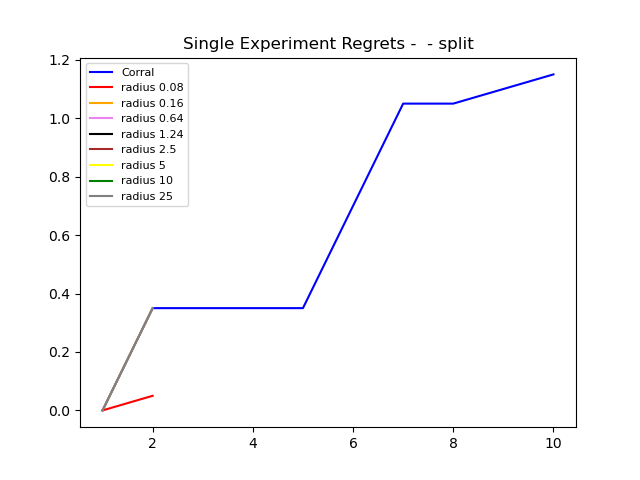 Single Experiment Regrets -  - split
Corral
radius 0.08
radius 0.16
radius 0.64
radius 1.24
radius 2.5
radius 5
radius 10
radius 25
1.2
1.0
0.8
0.6
0.4
0.2
0.0
2 4 6 8 10